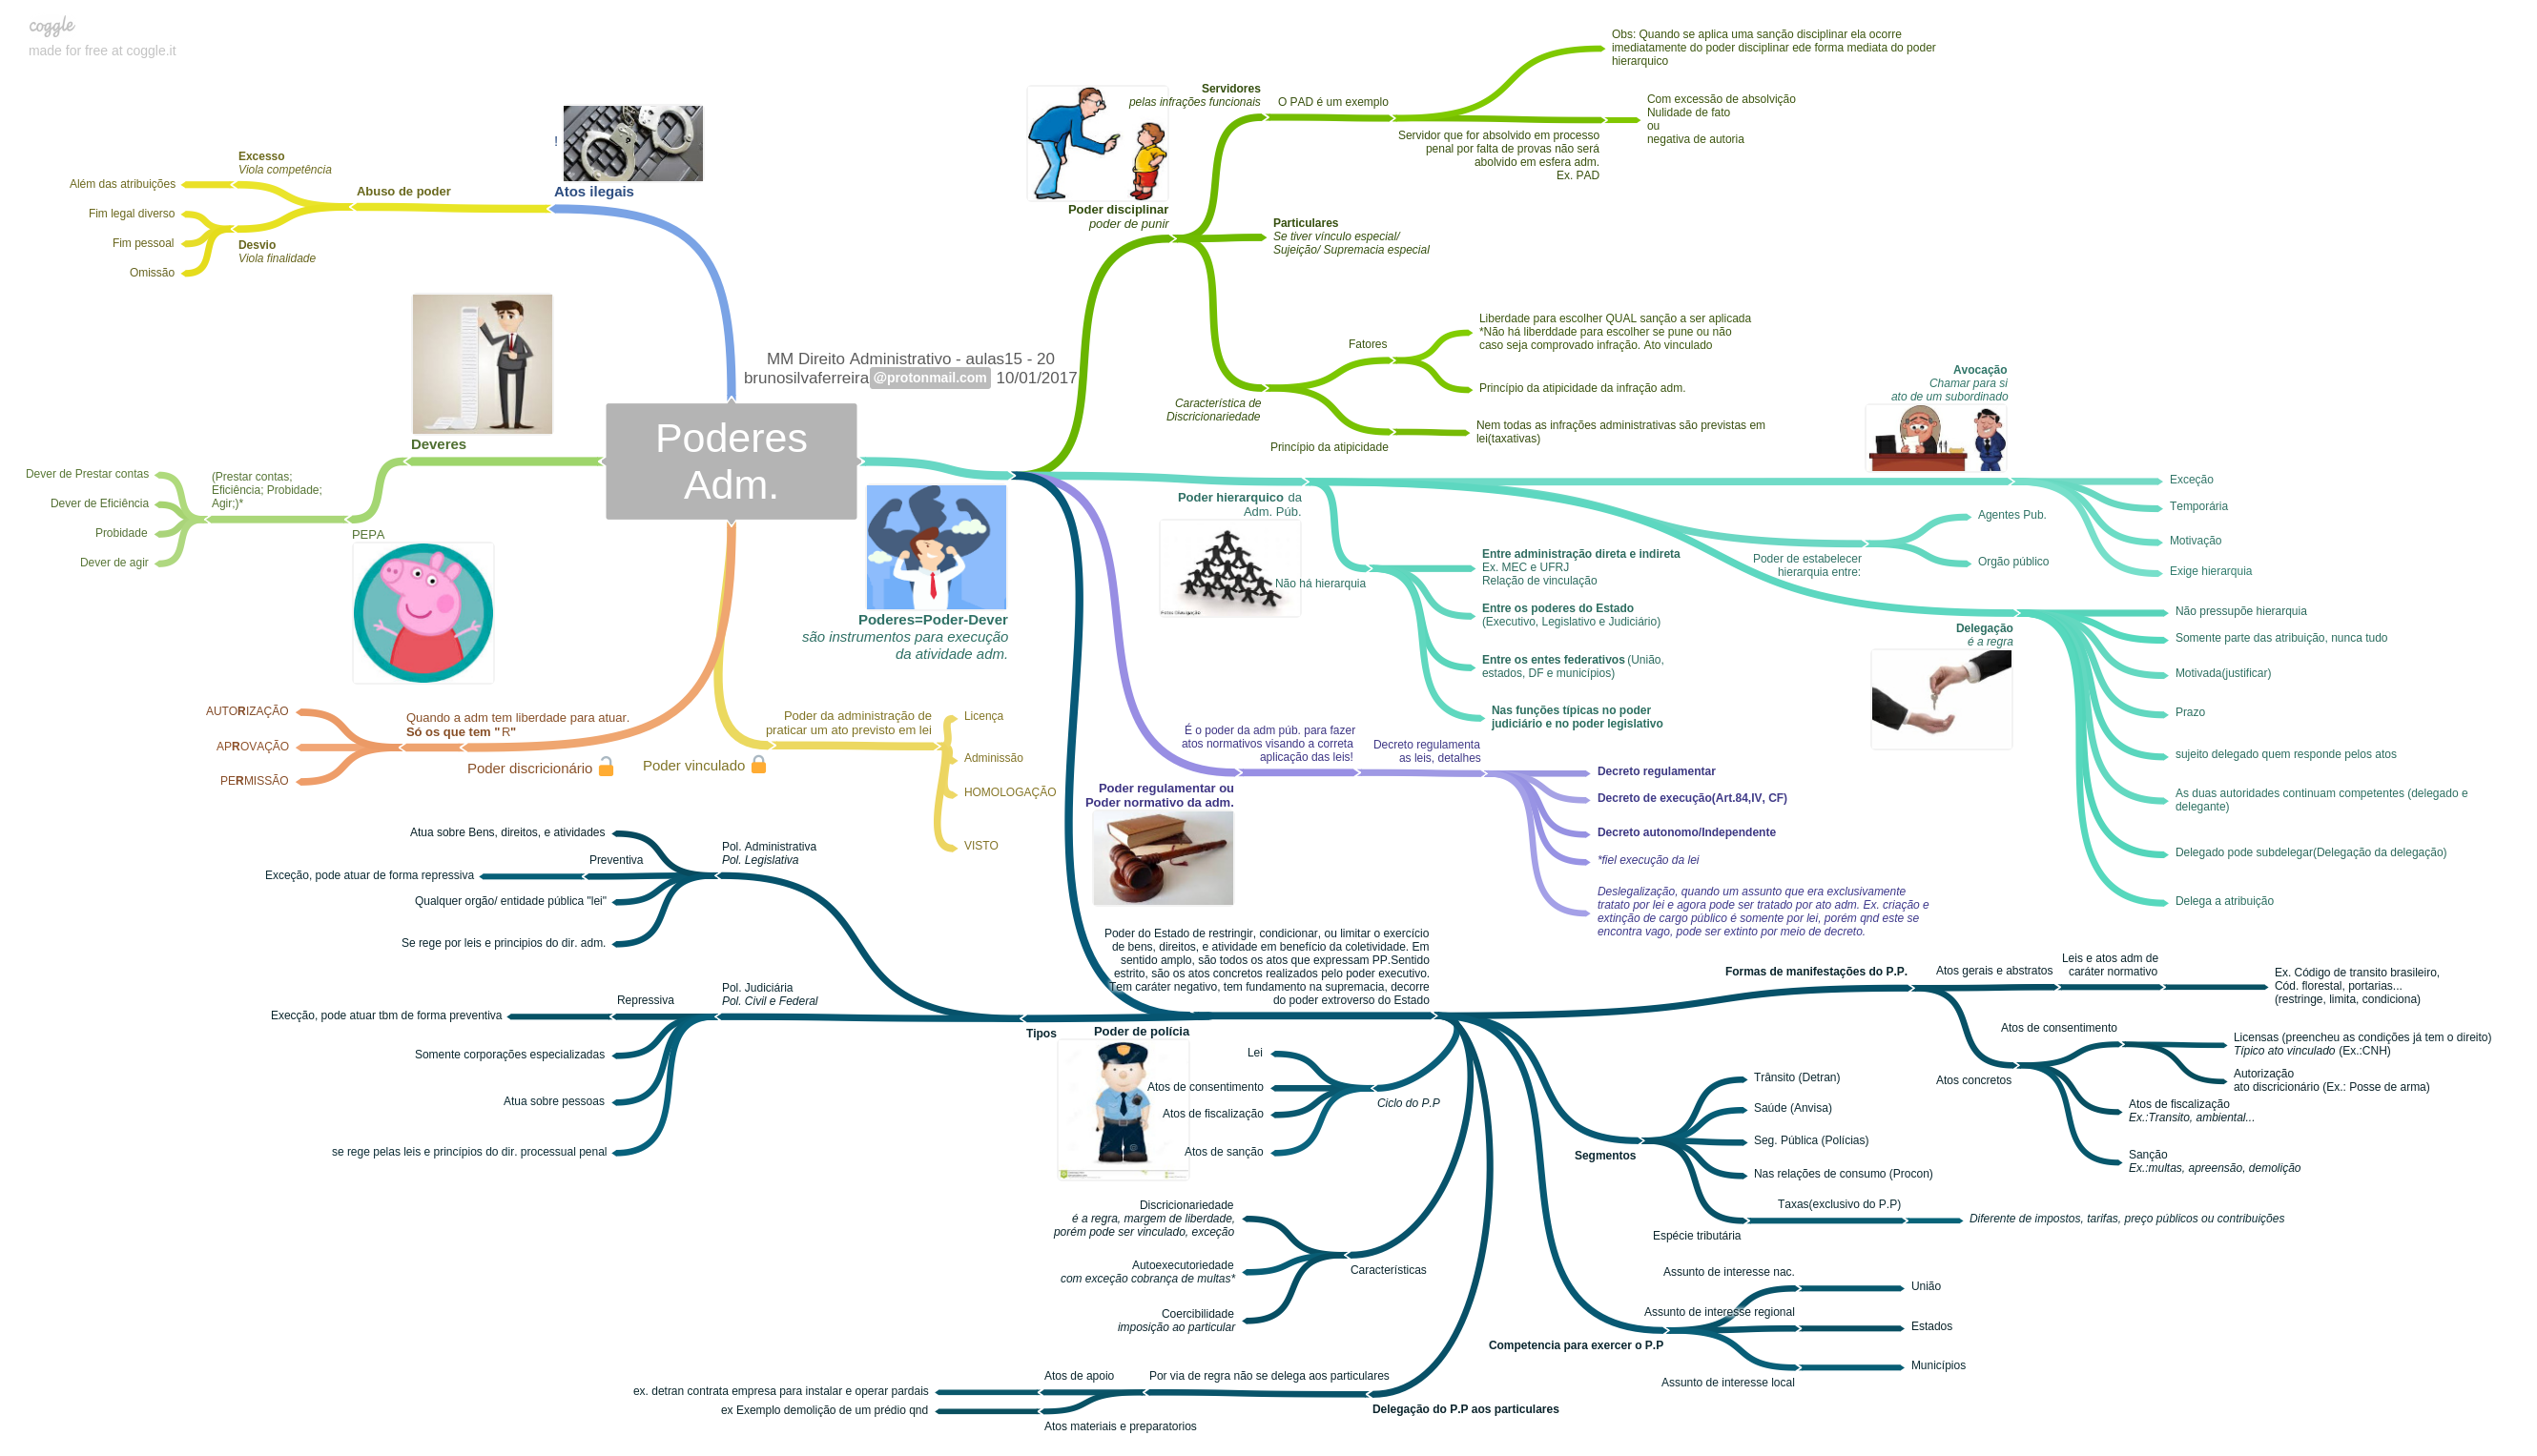 coggle
made for free at coggle.it
MM Direito Administrativo - aulas15 - 20
brunosilvaferreira @protonmail.com 10/01/2017
Poderes
Adm.
!
Atos ilegais
Abuso de poder
Excesso
Viola competência
Além das atribuições
Desvio
Viola finalidade
Fim legal diverso
Fim pessoal
Omissão
Deveres
PEPA
(Prestar contas;
Eficiência; Probidade;
Agir;)*
Dever de Prestar contas
Dever de Eficiência
Probidade
Dever de agir
Poder discricionário
Quando a adm tem liberdade para atuar.
Só os que tem "R"
AUTORIZAÇÃO
APROVAÇÃO
PERMISSÃO
Poder vinculado
Poder da administração de
praticar um ato previsto em lei
Licença
Adminissão
HOMOLOGAÇÃO
VISTO
Poderes=Poder-Dever
são instrumentos para execução
da atividade adm.
Poder disciplinar
poder de punir
Servidores
pelas infrações funcionais
O PAD é um exemplo
Obs: Quando se aplica uma sanção disciplinar ela ocorre
imediatamente do poder disciplinar ede forma mediata do poder
hierarquico
Servidor que for absolvido em processo
penal por falta de provas não será
abolvido em esfera adm.
Ex. PAD
Com excessão de absolvição
Nulidade de fato
ou
negativa de autoria
Particulares
Se tiver vínculo especial/
Sujeição/ Supremacia especial
Característica de
Discricionariedade
Fatores
Liberdade para escolher QUAL sanção a ser aplicada
*Não há liberddade para escolher se pune ou não
caso seja comprovado infração. Ato vinculado
Princípio da atipicidade da infração adm.
Princípio da atipicidade
Nem todas as infrações administrativas são previstas em
lei(taxativas)
Poder hierarquico da
Adm. Púb.
Fotos Divulgação
Não há hierarquia
Entre administração direta e indireta
Ex. MEC e UFRJ
Relação de vinculação
Entre os poderes do Estado
(Executivo, Legislativo e Judiciário)
Entre os entes federativos (União,
estados, DF e municípios)
Nas funções típicas no poder
judiciário e no poder legislativo
Avocação
Chamar para si
ato de um subordinado
Exceção
Temporária
Motivação
Exige hierarquia
Poder de estabelecer
hierarquia entre:
Agentes Pub.
Orgão público
Delegação
é a regra
Não pressupõe hierarquia
Somente parte das atribuição, nunca tudo
Motivada(justificar)
Prazo
sujeito delegado quem responde pelos atos
As duas autoridades continuam competentes (delegado e
delegante)
Delegado pode subdelegar(Delegação da delegação)
Delega a atribuição
Poder regulamentar ou
Poder normativo da adm.
É o poder da adm púb. para fazer
atos normativos visando a correta
aplicação das leis!
Decreto regulamenta
as leis, detalhes
Decreto regulamentar
Decreto de execução(Art.84,IV, CF)
Decreto autonomo/Independente
*fiel execução da lei
Deslegalização, quando um assunto que era exclusivamente
tratato por lei e agora pode ser tratado por ato adm. Ex. criação e
extinção de cargo público é somente por lei, porém qnd este se
encontra vago, pode ser extinto por meio de decreto.
Poder de polícia
Poder do Estado de restringir, condicionar, ou limitar o exercício
de bens, direitos, e atividade em benefício da coletividade. Em
sentido amplo, são todos os atos que expressam PP.Sentido
estrito, são os atos concretos realizados pelo poder executivo.
Tem caráter negativo, tem fundamento na supremacia, decorre
do poder extroverso do Estado
Tipos
Pol. Administrativa
Pol. Legislativa
Atua sobre Bens, direitos, e atividades
Preventiva
Exceção, pode atuar de forma repressiva
Qualquer orgão/ entidade pública "lei"
Se rege por leis e principios do dir. adm.
Pol. Judiciária
Pol. Civil e Federal
Repressiva
Execção, pode atuar tbm de forma preventiva
Somente corporações especializadas
Atua sobre pessoas
se rege pelas leis e princípios do dir. processual penal
Ciclo do P.P
Lei
Atos de consentimento
Atos de fiscalização
Atos de sanção
Características
Discricionariedade
é a regra, margem de liberdade,
porém pode ser vinculado, exceção
Autoexecutoriedade
com exceção cobrança de multas*
Coercibilidade
imposição ao particular
Delegação do P.P aos particulares
Por via de regra não se delega aos particulares
Atos de apoio
ex. detran contrata empresa para instalar e operar pardais
Atos materiais e preparatorios
ex Exemplo demolição de um prédio qnd
Formas de manifestações do P.P.
Atos gerais e abstratos
Leis e atos adm de
caráter normativo
Ex. Código de transito brasileiro,
Cód. florestal, portarias...
(restringe, limita, condiciona)
Atos concretos
Atos de consentimento
Licensas (preencheu as condições já tem o direito)
Típico ato vinculado (Ex.:CNH)
Autorização
ato discricionário (Ex.: Posse de arma)
Atos de fiscalização
Ex.:Transito, ambiental...
Sanção
Ex.:multas, apreensão, demolição
Segmentos
Trânsito (Detran)
Saúde (Anvisa)
Seg. Pública (Polícias)
Nas relações de consumo (Procon)
Espécie tributária
Taxas(exclusivo do P.P)
Diferente de impostos, tarifas, preço públicos ou contribuições
Competencia para exercer o P.P
Assunto de interesse nac.
União
Assunto de interesse regional
Estados
Assunto de interesse local
Municípios